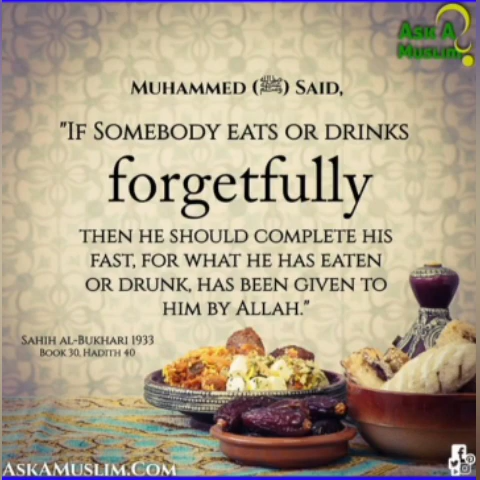 Ask A
Muslim
Muhammed (ﷺ) Said,
"If Somebody eats or drinks
forgetfully
then he should complete his
fast, for what he has eaten
or drunk, has been given to
him by Allah."
Sahih al-Bukhari 1933
Book 30, Hadith 40
AskAMuslim.Com